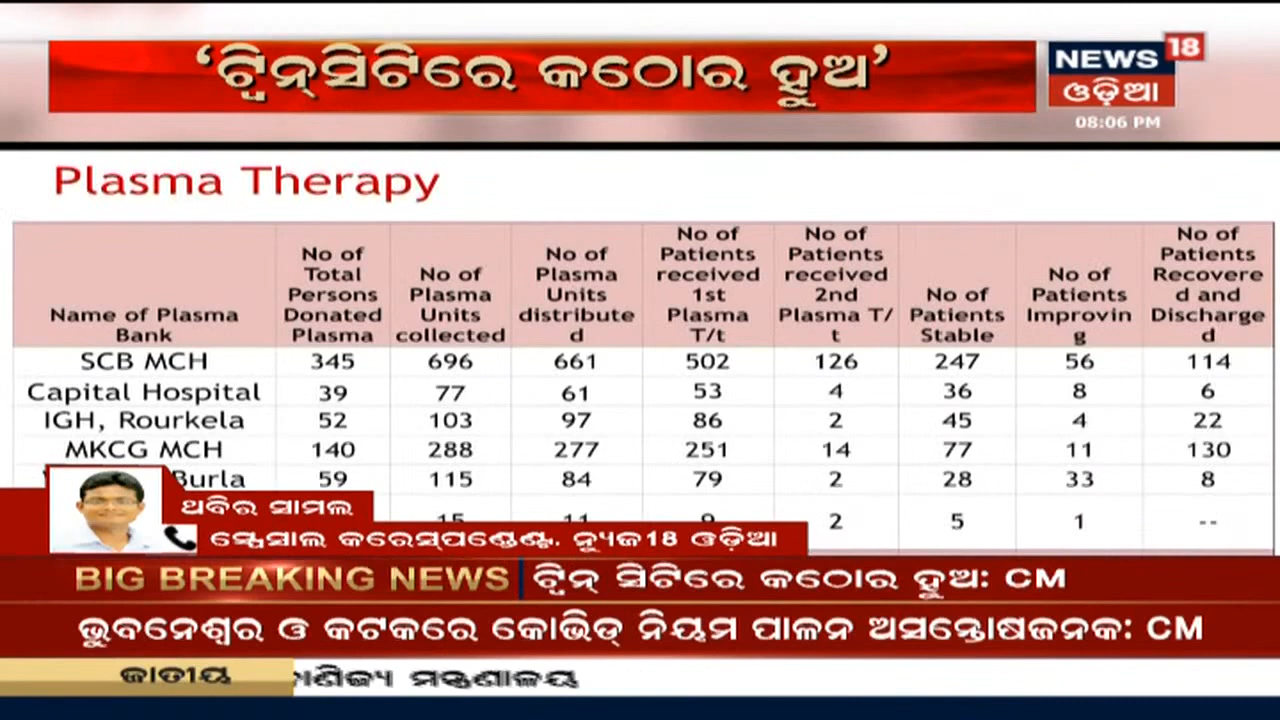 ‘ଟ୍ୱିନ୍‌ସିଟିରେ କଠୋର ହୁଅ’
NEWS 18
ଓଡ଼ିଆ
08:06 PM
Plasma Therapy
Name of Plasma Bank | No of Total Persons Donated Plasma | No of Plasma Units collected | No of Plasma Units distributed | No of Patients received 1st Plasma T/t | No of Patients received 2nd Plasma T/t | No of Patients Stable | No of Patients Improving | No of Patients Recovered and Discharged
SCB MCH 345 696 661 502 126 247 56 114
Capital Hospital 39 77 61 53 4 36 8 6
IGH, Rourkela 52 103 97 86 2 45 4 22
MKCG MCH 140 288 277 251 14 77 11 130
Burla 59 115 84 79 2 28 33 8
15 11 9 2 5 1 --
ଥବିର ସାମଲ
ସ୍ପେସାଲ କରେସ୍‌ପଣ୍ଡେଣ୍ଟ, ନ୍ୟୁଜ18 ଓଡ଼ିଆ
BIG BREAKING NEWS ଟ୍ୱିନ୍ ସିଟିରେ କଠୋର ହୁଅ: CM
ଭୁବନେଶ୍ୱର ଓ କଟକରେ କୋଭିଡ୍ ନିୟମ ପାଳନ ଅସନ୍ତୋଷଜନକ: CM
ଜାତୀୟ ମନ୍ତ୍ରଣାଳୟ